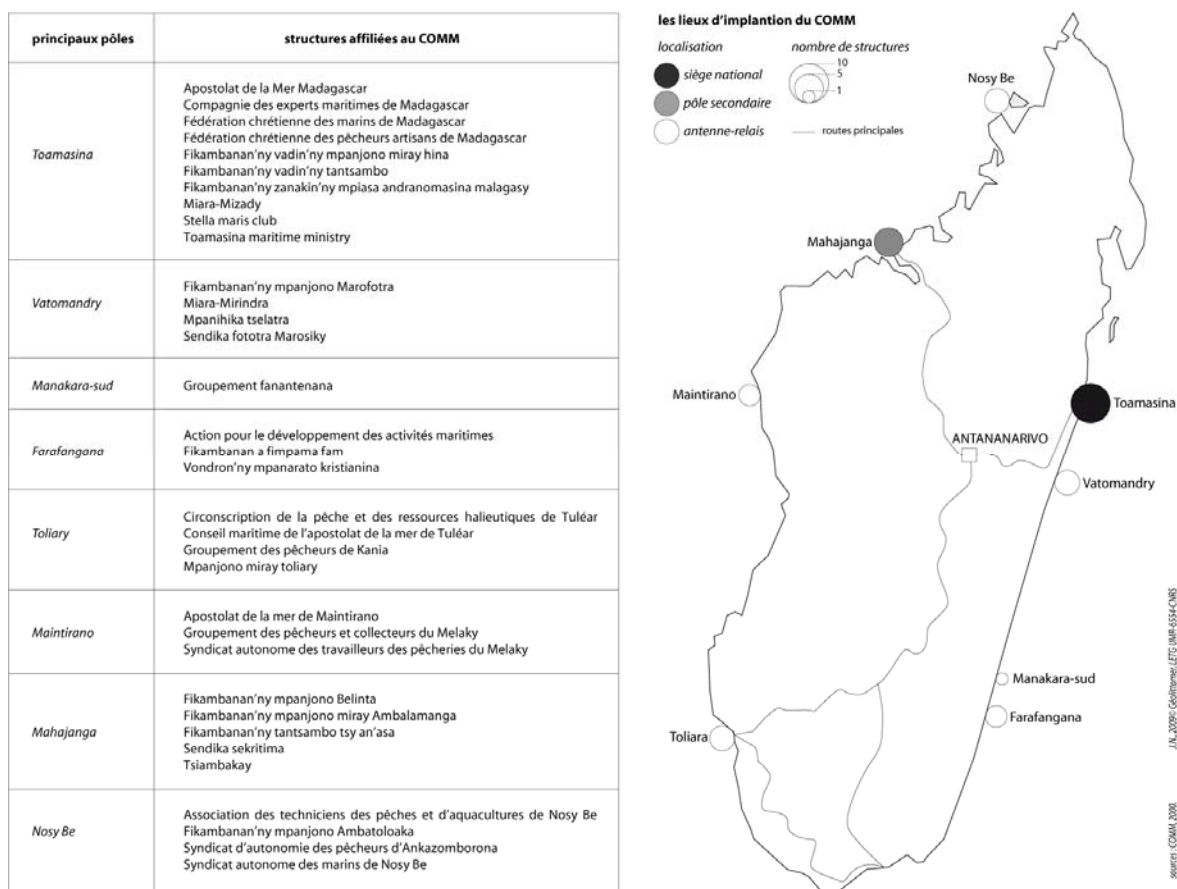 principaux pôles
structures affiliées au COMM
Toamasina
Apostolat de la Mer Madagascar
Compagnie des experts maritimes de Madagascar
Fédération chrétienne des marins de Madagascar
Fédération chrétienne des pêcheurs artisans de Madagascar
Fikambanan'ny vadin'ny mpanjono miray hina
Fikambanan'ny vadin'ny tantsambo
Fikambanan'ny zanakin'ny mpiasa andranomasina malagasy
Miara-Mizady
Stella maris club
Toamasina maritime ministry
Vatomandry
Fikambanan'ny mpanjono Marofotra
Miara-Mirindra
Mpanihika tselatra
Sendika fototra Marosiky
Manakara-sud
Groupement fanantenana
Farafangana
Action pour le développement des activités maritimes
Fikambanan a fimpama fam
Vondron'ny mpanarato kristianina
Toliary
Circonscription de la pêche et des ressources halieutiques de Tuléar
Conseil maritime de l'apostolat de la mer de Tuléar
Groupement des pêcheurs de Kania
Mpanjono miray toliary
Maintirano
Apostolat de la mer de Maintirano
Groupement des pêcheurs et collecteurs du Melaky
Syndicat autonome des travailleurs des pêcheries du Melaky
Mahajanga
Fikambanan'ny mpanjono Belinta
Fikambanan'ny mpanjono miray Ambalamanga
Fikambanan'ny tantsambo tsy an'asa
Sendika sekritima
Tsiambakay
Nosy Be
Association des techniciens des pêches et d'aquacultures de Nosy Be
Fikambanan'ny mpanjono Ambatoloaka
Syndicat d'autonomie des pêcheurs d'Ankazomborona
Syndicat autonome des marins de Nosy Be
les lieux d'implantion du COMM
localisation
siège national
pôle secondaire
antenne-relais
nombre de structures
10
5
1
routes principales
Nosy Be
Mahajanga
Maintirano
Toamasina
ANTANANARIVO
Vatomandry
Manakara-sud
Farafangana
Toliara
J.N., 2009© Géolittomer, LETG UMR-6554-CNRS
sources : COMM, 2000.